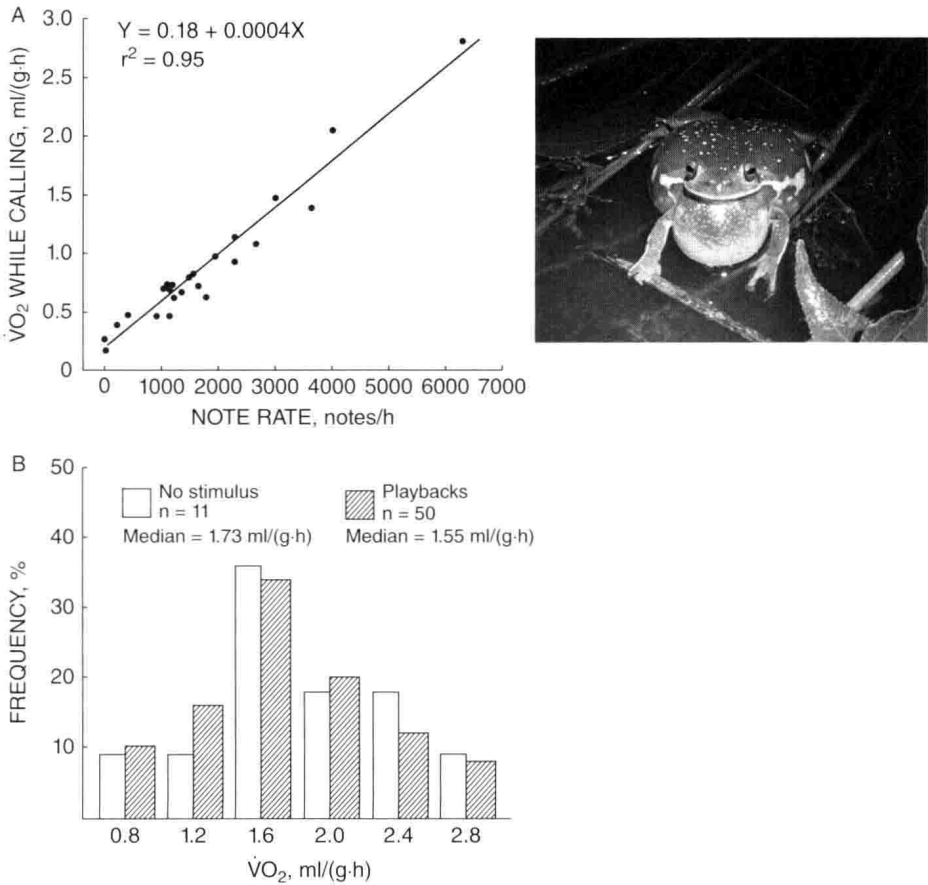 A
Y = 0.18 + 0.0004X
r² = 0.95
V̇O₂ WHILE CALLING, ml/(g·h)
3.0
2.5
2.0
1.5
1.0
0.5
0
0 1000 2000 3000 4000 5000 6000 7000
NOTE RATE, notes/h
B
No stimulus
n = 11
Median = 1.73 ml/(g·h)
Playbacks
n = 50
Median = 1.55 ml/(g·h)
FREQUENCY, %
50
40
30
20
10
0.8 1.2 1.6 2.0 2.4 2.8
V̇O₂, ml/(g·h)